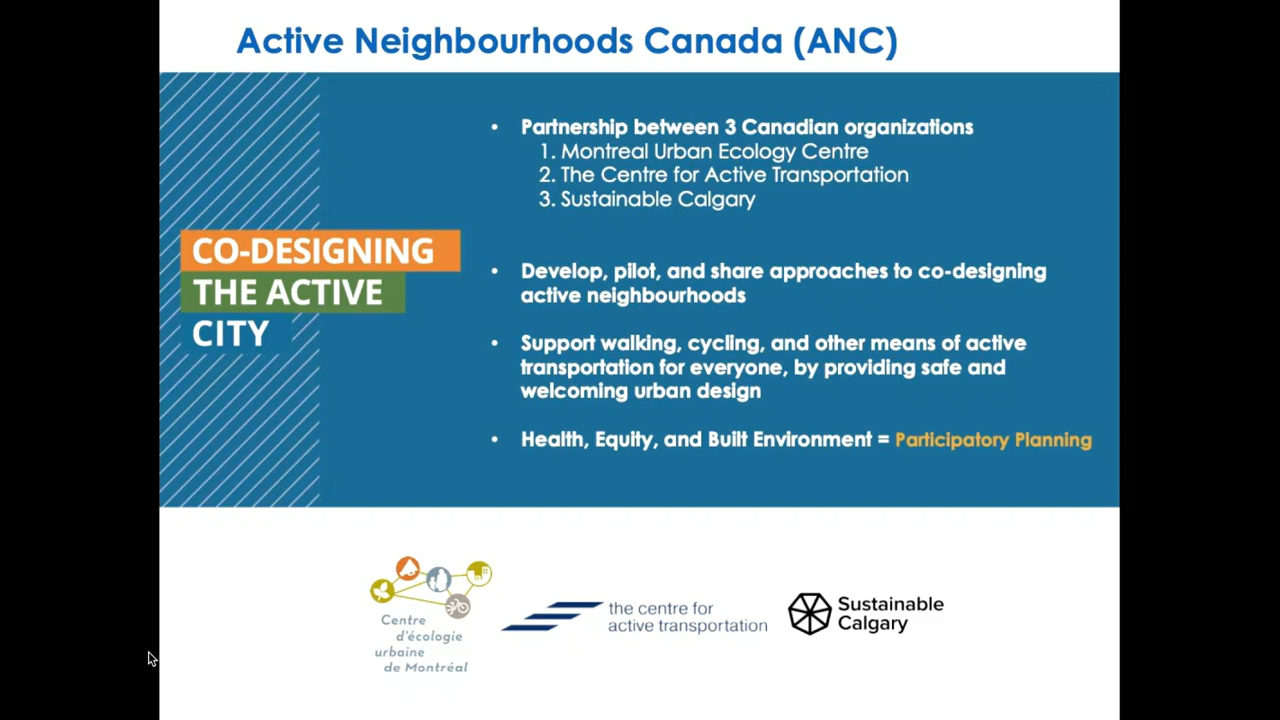 Active Neighbourhoods Canada (ANC)
CO-DESIGNING
THE ACTIVE
CITY
• Partnership between 3 Canadian organizations
1. Montreal Urban Ecology Centre
2. The Centre for Active Transportation
3. Sustainable Calgary
• Develop, pilot, and share approaches to co-designing
active neighbourhoods
• Support walking, cycling, and other means of active
transportation for everyone, by providing safe and
welcoming urban design
• Health, Equity, and Built Environment = Participatory Planning
Centre
d'écologie
urbaine
de Montréal
the centre for
active transportation
Sustainable
Calgary